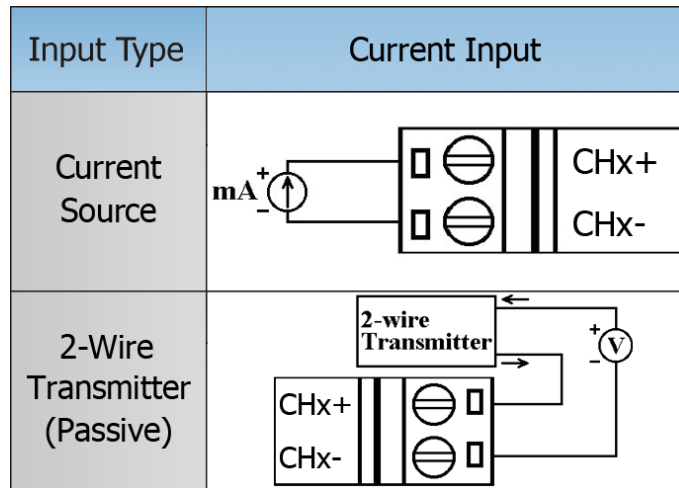 Input Type
Current Input
Current
Source
mA
+
−
CHx+
CHx-
2-Wire
Transmitter
(Passive)
2-wire
Transmitter
+
−
V
CHx+
CHx-